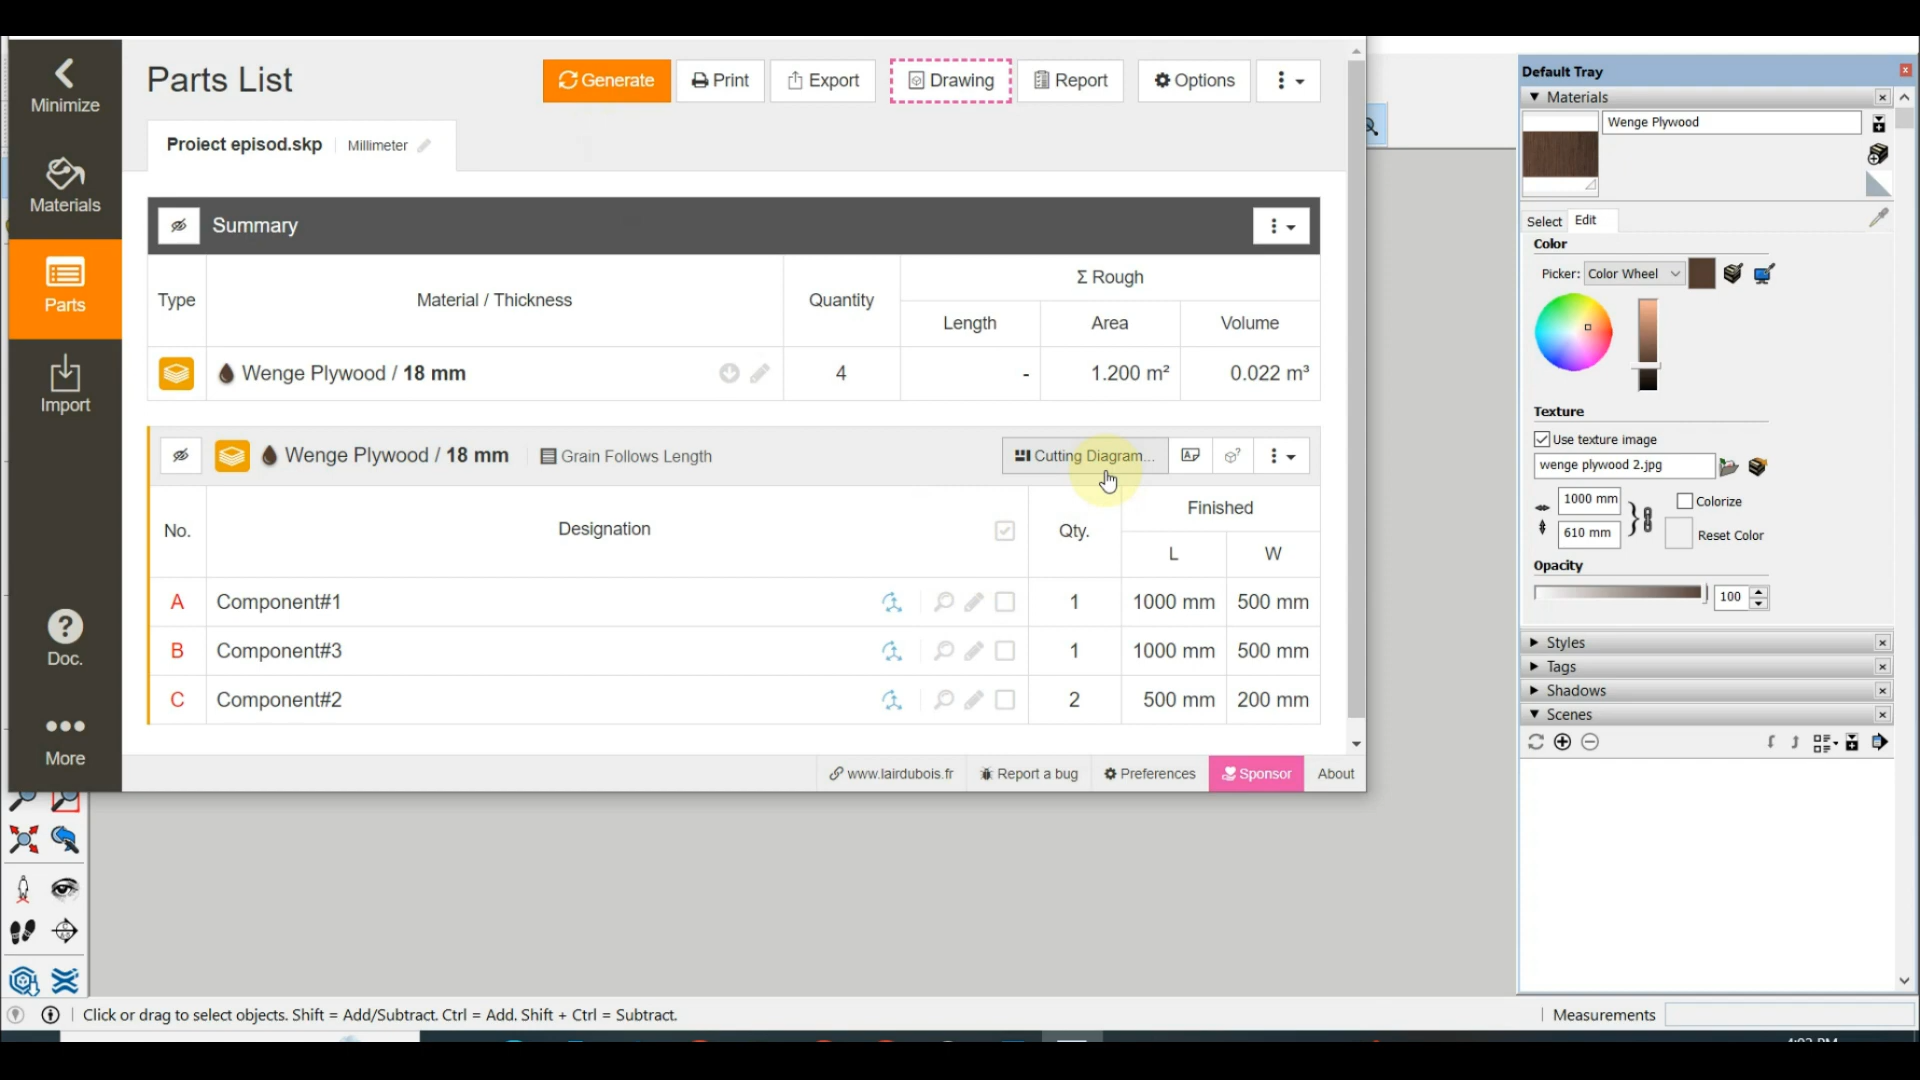 Minimize
Materials
Parts
Import
Doc.
More
Parts List
Generate
Print
Export
Drawing
Report
Options
Proiect episod.skp
Millimeter
Summary
Type
Material / Thickness
Quantity
Σ Rough
Length
Area
Volume
Wenge Plywood / 18 mm
4
-
1.200 m²
0.022 m³
Wenge Plywood / 18 mm
Grain Follows Length
Cutting Diagram...
No.
Designation
Qty.
Finished
L
W
A Component#1 1 1000 mm 500 mm
B Component#3 1 1000 mm 500 mm
C Component#2 2 500 mm 200 mm
www.lairdubois.fr
Report a bug
Preferences
Sponsor
About
Default Tray
Materials
Wenge Plywood
Select
Edit
Color
Picker: Color Wheel
Texture
Use texture image
wenge plywood 2.jpg
1000 mm
Colorize
610 mm
Reset Color
Opacity
100
Styles
Tags
Shadows
Scenes
Click or drag to select objects. Shift = Add/Subtract. Ctrl = Add. Shift + Ctrl = Subtract.
Measurements